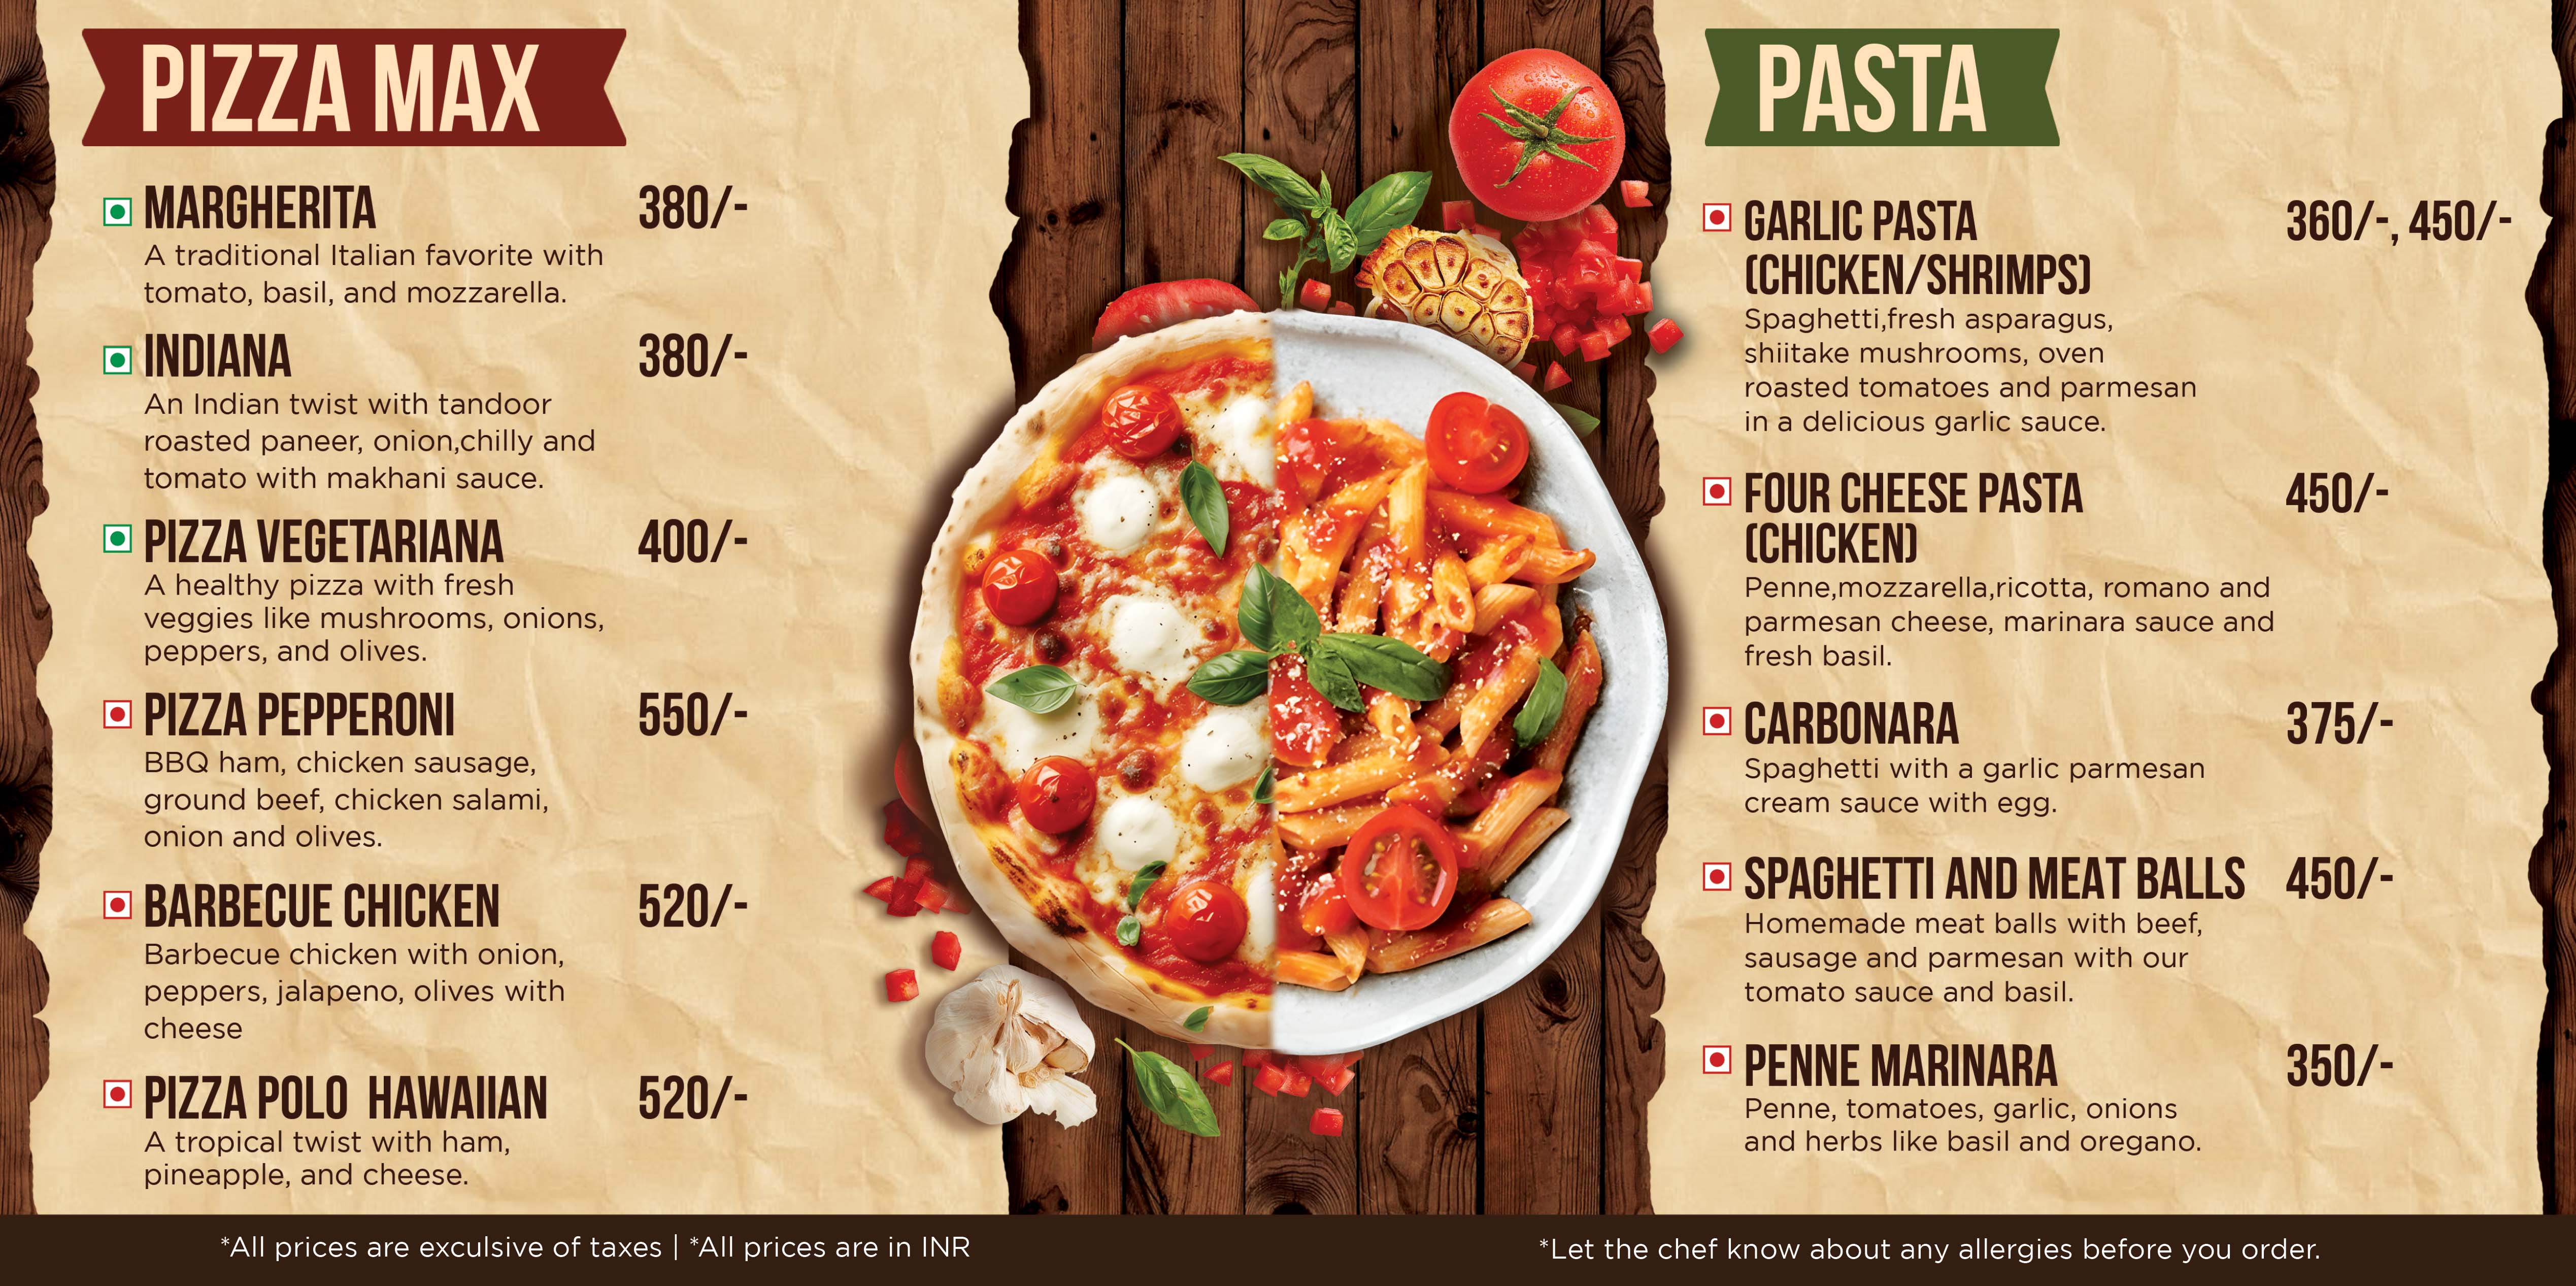 PIZZA MAX
MARGHERITA 380/-
A traditional Italian favorite with
tomato, basil, and mozzarella.
INDIANA 380/-
An Indian twist with tandoor
roasted paneer, onion,chilly and
tomato with makhani sauce.
PIZZA VEGETARIANA 400/-
A healthy pizza with fresh
veggies like mushrooms, onions,
peppers, and olives.
PIZZA PEPPERONI 550/-
BBQ ham, chicken sausage,
ground beef, chicken salami,
onion and olives.
BARBECUE CHICKEN 520/-
Barbecue chicken with onion,
peppers, jalapeno, olives with
cheese
PIZZA POLO HAWAIIAN 520/-
A tropical twist with ham,
pineapple, and cheese.
PASTA
GARLIC PASTA 360/-, 450/-
(CHICKEN/SHRIMPS)
Spaghetti,fresh asparagus,
shiitake mushrooms, oven
roasted tomatoes and parmesan
in a delicious garlic sauce.
FOUR CHEESE PASTA 450/-
(CHICKEN)
Penne,mozzarella,ricotta, romano and
parmesan cheese, marinara sauce and
fresh basil.
CARBONARA 375/-
Spaghetti with a garlic parmesan
cream sauce with egg.
SPAGHETTI AND MEAT BALLS 450/-
Homemade meat balls with beef,
sausage and parmesan with our
tomato sauce and basil.
PENNE MARINARA 350/-
Penne, tomatoes, garlic, onions
and herbs like basil and oregano.
*All prices are exculsive of taxes | *All prices are in INR
*Let the chef know about any allergies before you order.